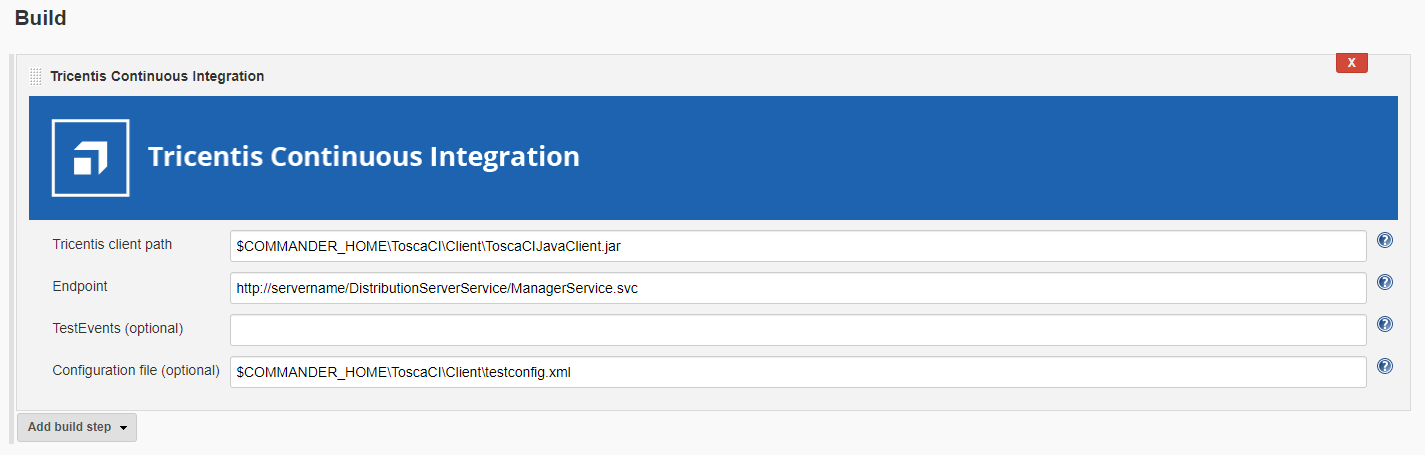 Build
Tricentis Continuous Integration
X
Tricentis Continuous Integration
Tricentis client path
$COMMANDER_HOME\ToscaCI\Client\ToscaCIJavaClient.jar
?
Endpoint
http://servername/DistributionServerService/ManagerService.svc
?
TestEvents (optional)
?
Configuration file (optional)
$COMMANDER_HOME\ToscaCI\Client\testconfig.xml
?
Add build step